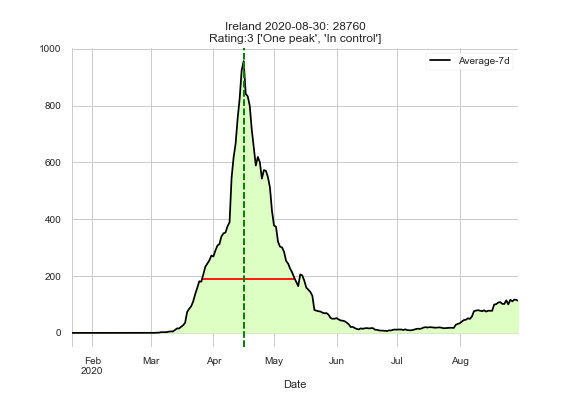 Ireland 2020-08-30: 28760
Rating:3 ['One peak', 'In control']
1000
Average-7d
800
600
400
200
0
Feb Mar Apr May Jun Jul Aug
2020
Date